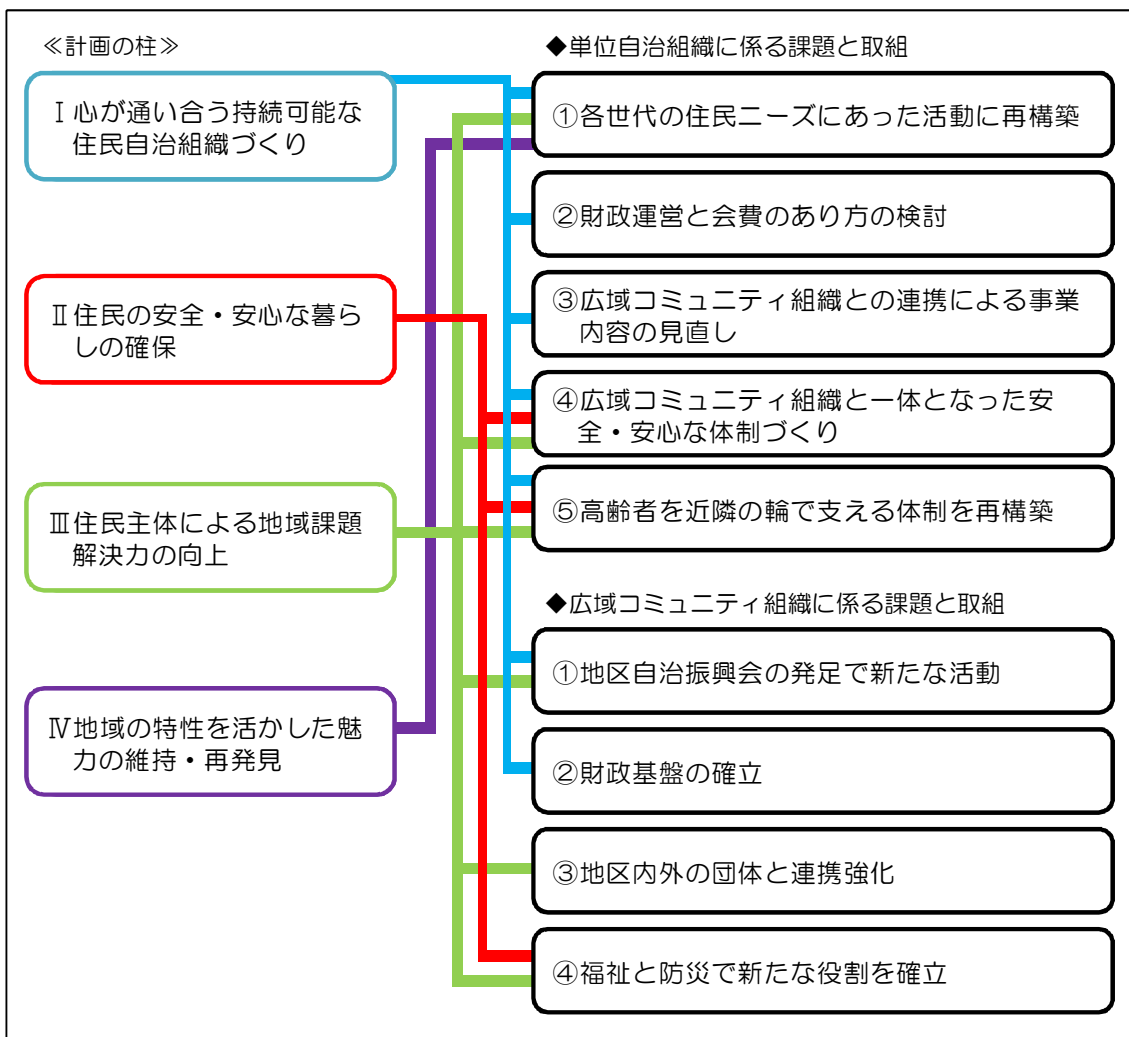 ≪計画の柱≫
Ⅰ心が通い合う持続可能な
住民自治組織づくり
Ⅱ住民の安全・安心な暮ら
しの確保
Ⅲ住民主体による地域課題
解決力の向上
Ⅳ地域の特性を活かした魅
力の維持・再発見
◆単位自治組織に係る課題と取組
①各世代の住民ニーズにあった活動に再構築
②財政運営と会費のあり方の検討
③広域コミュニティ組織との連携による事業
内容の見直し
④広域コミュニティ組織と一体となった安
全・安心な体制づくり
⑤高齢者を近隣の輪で支える体制を再構築
◆広域コミュニティ組織に係る課題と取組
①地区自治振興会の発足で新たな活動
②財政基盤の確立
③地区内外の団体と連携強化
④福祉と防災で新たな役割を確立